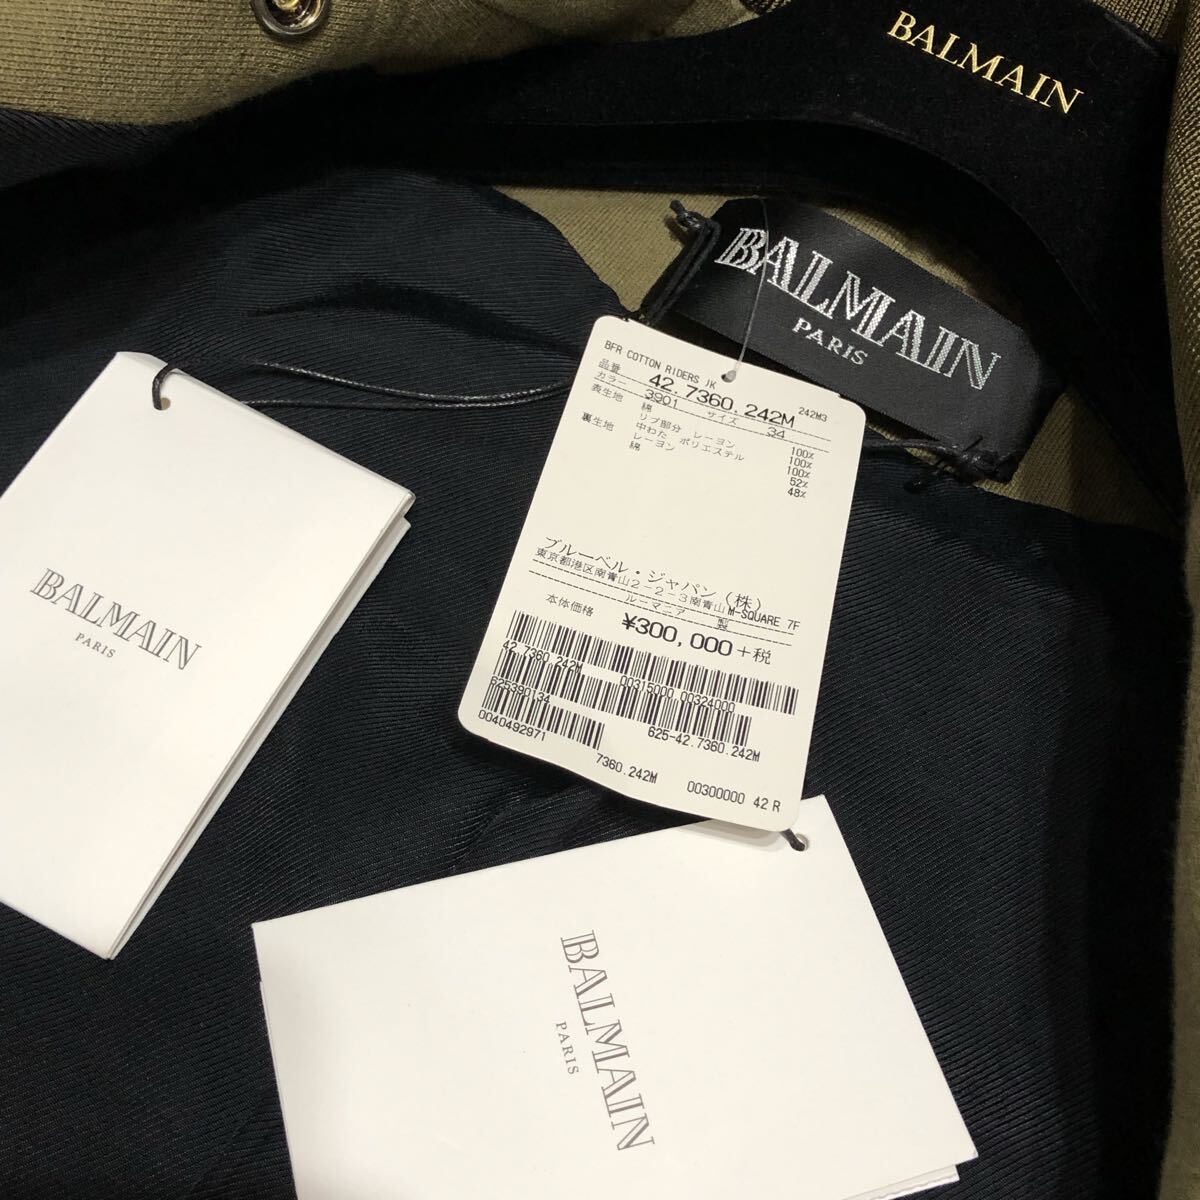 BALMAIN
BALMAIN
PARIS
BFR COTTON RIDERS JK
品番 42.7360.242M 242M3
カラー 3901 サイズ 34
表生地 綿 100%
リブ部分 レーヨン 100%
中わた ポリエステル 100%
裏生地 レーヨン 52%
綿 48%
ブルーベル・ジャパン(株)
東京都港区南青山2-2-3南青山M-SQUARE 7F
ルーマニア 製
本体価格 ¥300,000+税
42.7360.242M 00315000 00324000
625390134 625-42.7360.242M
0040492971 7360.242M
00300000 42 R
BALMAIN
PARIS
BALMAIN
PARIS